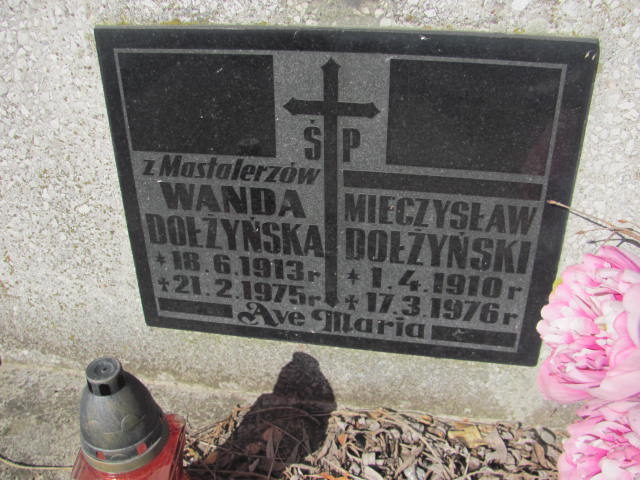 Ś P
z Mastalerzów
WANDA
DOŁŻYŃSKA
* 18.6.1913 r
+ 21.2.1975 r
MIECZYSŁAW
DOŁŻYŃSKI
* 1.4.1910 r
+ 17.3.1976 r
Ave Maria